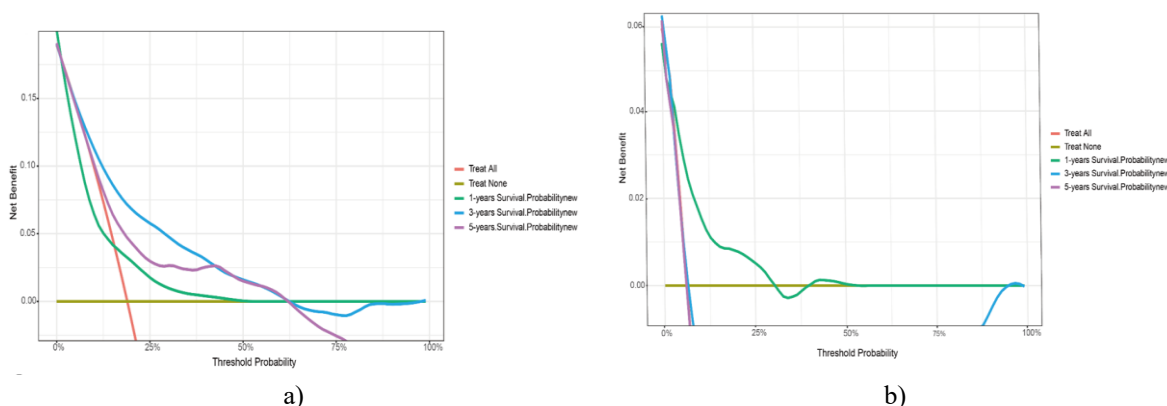 0.15
0.10
0.05
0.00
Net Benefit
0%
25%
50%
75%
100%
Threshold Probability
Treat All
Treat None
1-years Survival.Probabilitynew
3-years Survival.Probabilitynew
5-years.Survival.Probabilitynew
a)
0.06
0.04
0.02
0.00
Net Benefit
0%
25%
50%
75%
100%
Threshold Probability
Treat All
Treat None
1-years Survival.Probabilitynew
3-years Survival.Probabilitynew
5-years Survival.Probabilitynew
b)